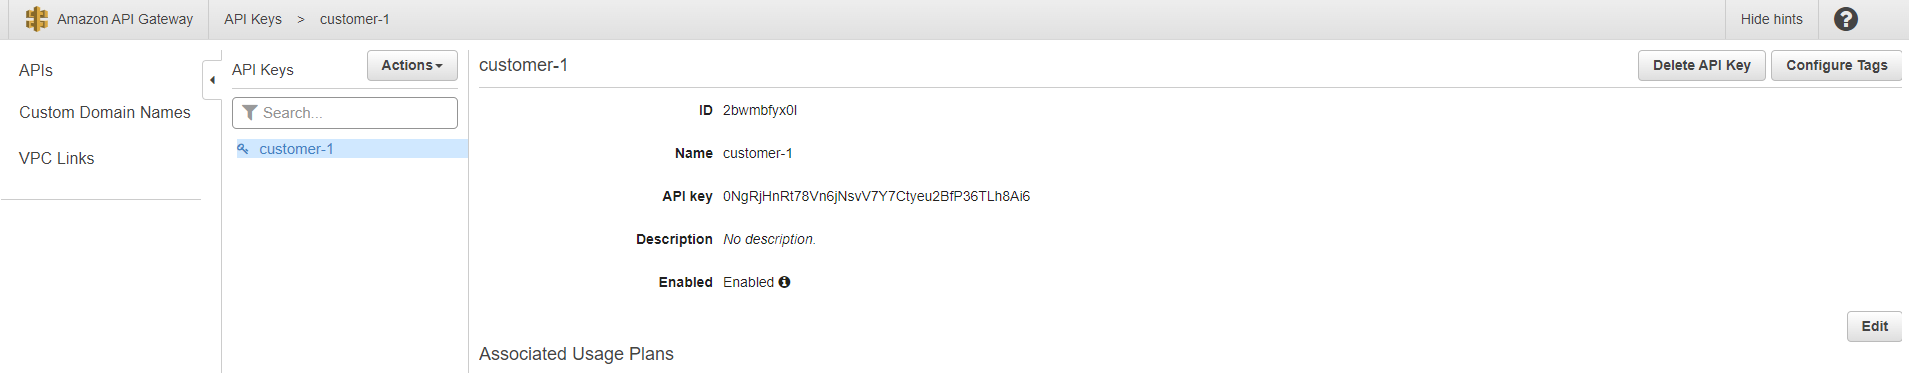 Amazon API Gateway
API Keys > customer-1
Hide hints
APIs
Custom Domain Names
VPC Links
API Keys
Actions
Search...
customer-1
customer-1
Delete API Key
Configure Tags
ID 2bwmbfyx0l
Name customer-1
API key 0NgRjHnRt78Vn6jNsvV7Y7Ctyeu2BfP36TLh8Ai6
Description No description.
Enabled Enabled
Edit
Associated Usage Plans